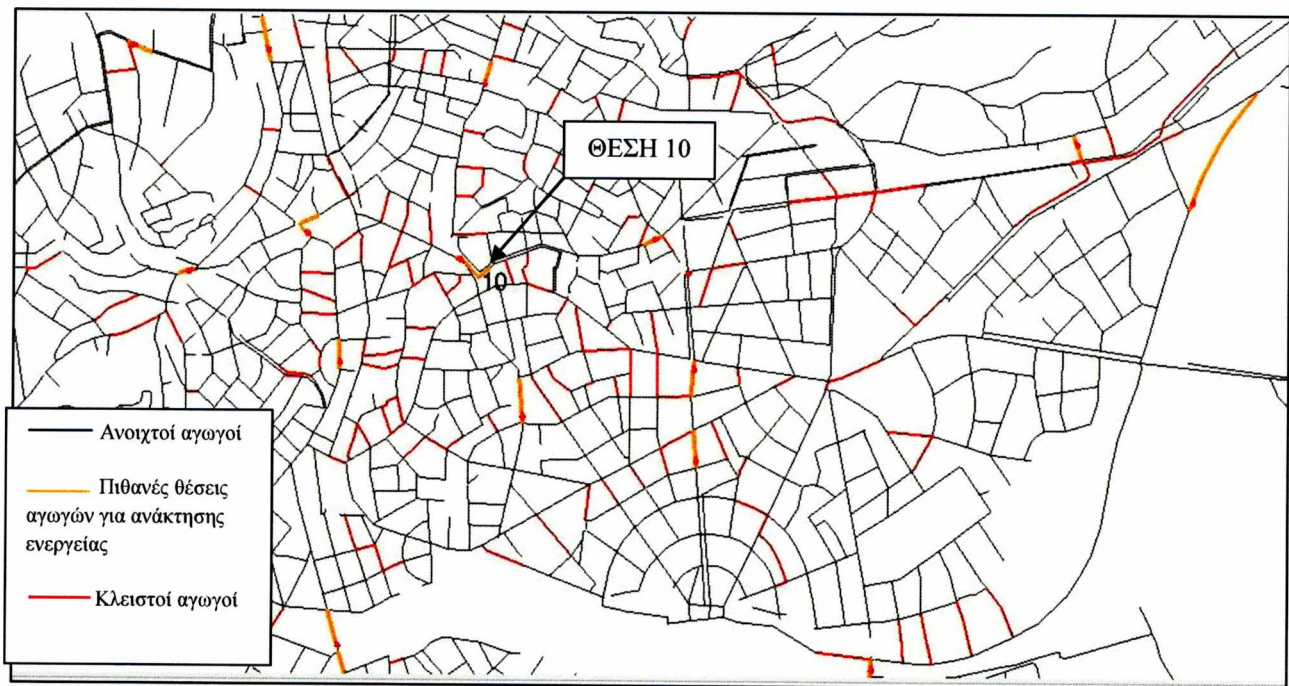 ΘΕΣΗ 10
10
Ανοιχτοί αγωγοί
Πιθανές θέσεις
αγωγών για ανάκτησης
ενεργείας
Κλειστοί αγωγοί